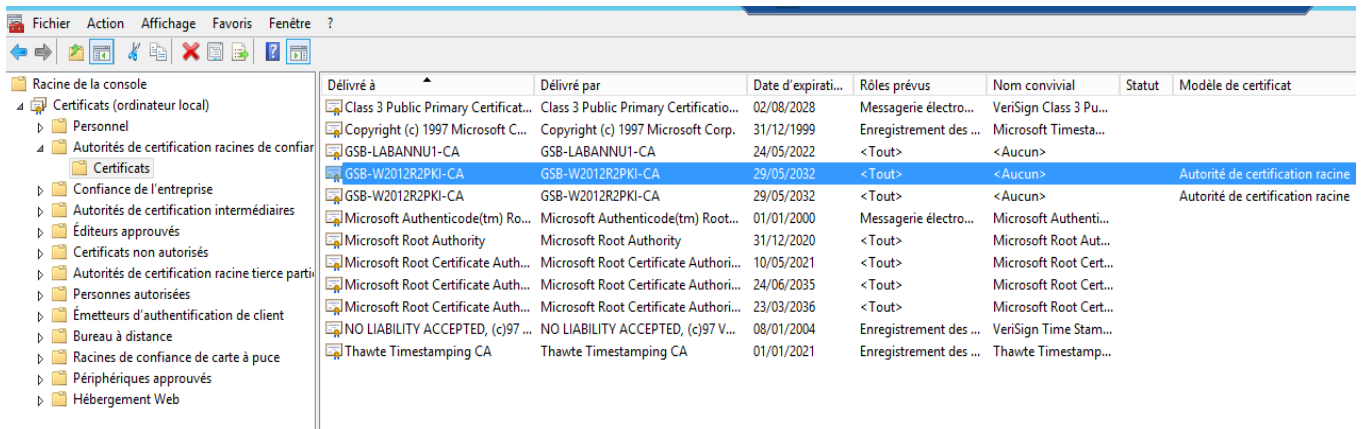 Fichier Action Affichage Favoris Fenêtre ?
Racine de la console
Certificats (ordinateur local)
Personnel
Autorités de certification racines de confiar
Certificats
Confiance de l'entreprise
Autorités de certification intermédiaires
Éditeurs approuvés
Certificats non autorisés
Autorités de certification racine tierce parti
Personnes autorisées
Émetteurs d'authentification de client
Bureau à distance
Racines de confiance de carte à puce
Périphériques approuvés
Hébergement Web
Délivré à Délivré par Date d'expirati... Rôles prévus Nom convivial Statut Modèle de certificat
Class 3 Public Primary Certificat... Class 3 Public Primary Certificatio... 02/08/2028 Messagerie électro... VeriSign Class 3 Pu...
Copyright (c) 1997 Microsoft C... Copyright (c) 1997 Microsoft Corp. 31/12/1999 Enregistrement des ... Microsoft Timesta...
GSB-LABANNU1-CA GSB-LABANNU1-CA 24/05/2022 <Tout> <Aucun>
GSB-W2012R2PKI-CA GSB-W2012R2PKI-CA 29/05/2032 <Tout> <Aucun> Autorité de certification racine
GSB-W2012R2PKI-CA GSB-W2012R2PKI-CA 29/05/2032 <Tout> <Aucun> Autorité de certification racine
Microsoft Authenticode(tm) Ro... Microsoft Authenticode(tm) Root... 01/01/2000 Messagerie électro... Microsoft Authenti...
Microsoft Root Authority Microsoft Root Authority 31/12/2020 <Tout> Microsoft Root Aut...
Microsoft Root Certificate Auth... Microsoft Root Certificate Authori... 10/05/2021 <Tout> Microsoft Root Cert...
Microsoft Root Certificate Auth... Microsoft Root Certificate Authori... 24/06/2035 <Tout> Microsoft Root Cert...
Microsoft Root Certificate Auth... Microsoft Root Certificate Authori... 23/03/2036 <Tout> Microsoft Root Cert...
NO LIABILITY ACCEPTED, (c)97 ... NO LIABILITY ACCEPTED, (c)97 V... 08/01/2004 Enregistrement des ... VeriSign Time Stam...
Thawte Timestamping CA Thawte Timestamping CA 01/01/2021 Enregistrement des ... Thawte Timestamp...